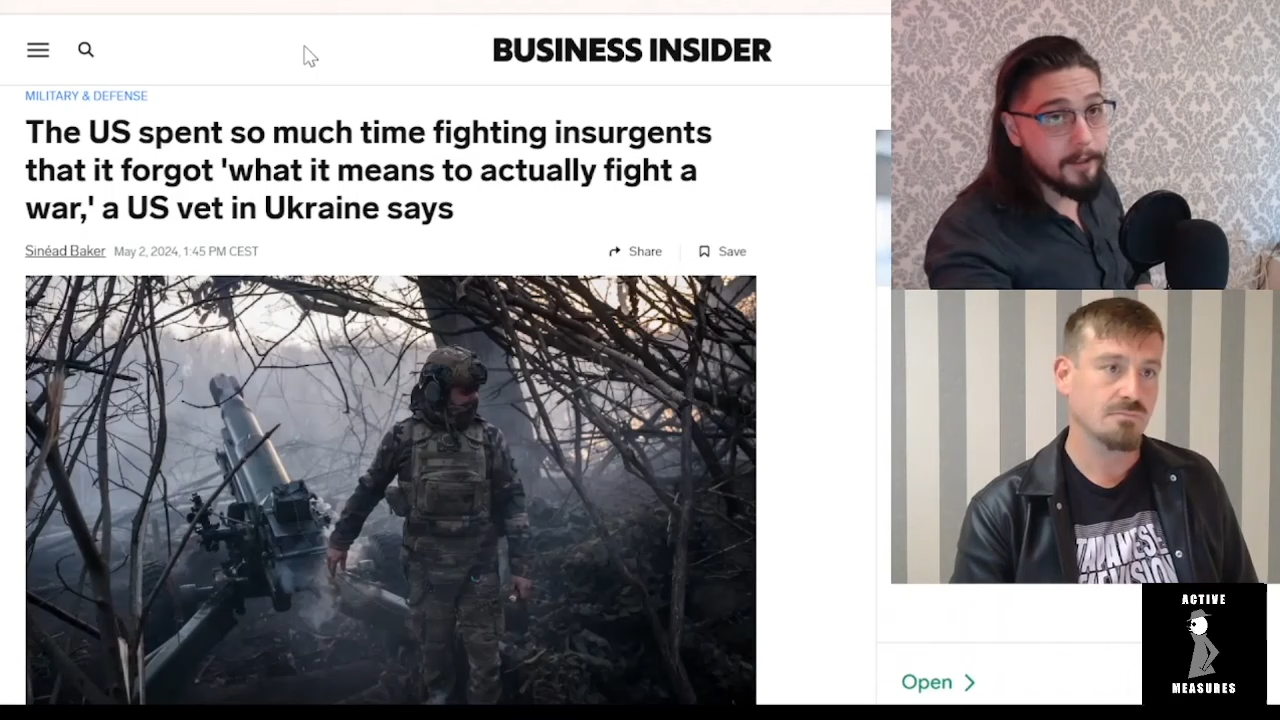 BUSINESS INSIDER
MILITARY & DEFENSE
The US spent so much time fighting insurgents
that it forgot 'what it means to actually fight a
war,' a US vet in Ukraine says
Sinéad Baker May 2, 2024, 1:45 PM CEST
Share Save
Open
ACTIVE
MEASURES